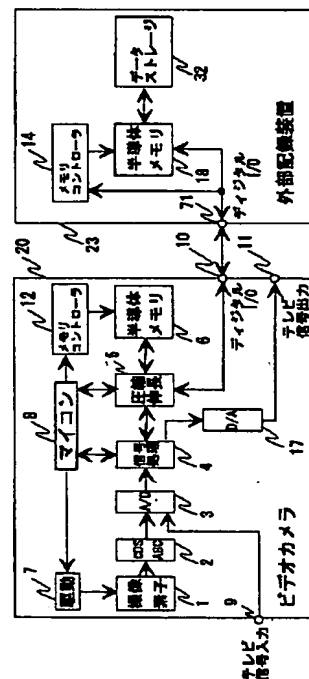 7
駆動
8
マイコン
12
メモリ
コントローラ
20
23
14
メモリ
コントローラ
撮像
素子
1
CDS
ABC
2
A/D
3
信号
処理
4
5
圧縮
伸長
半導体
メモリ
6
半導体
メモリ
18
データ
ストレージ
32
D/A
17
ディジタル
I/O
10
71
ディジタル
I/O
9
テレビ
信号入力
ビデオカメラ
11
テレビ
信号出力
外部記録装置